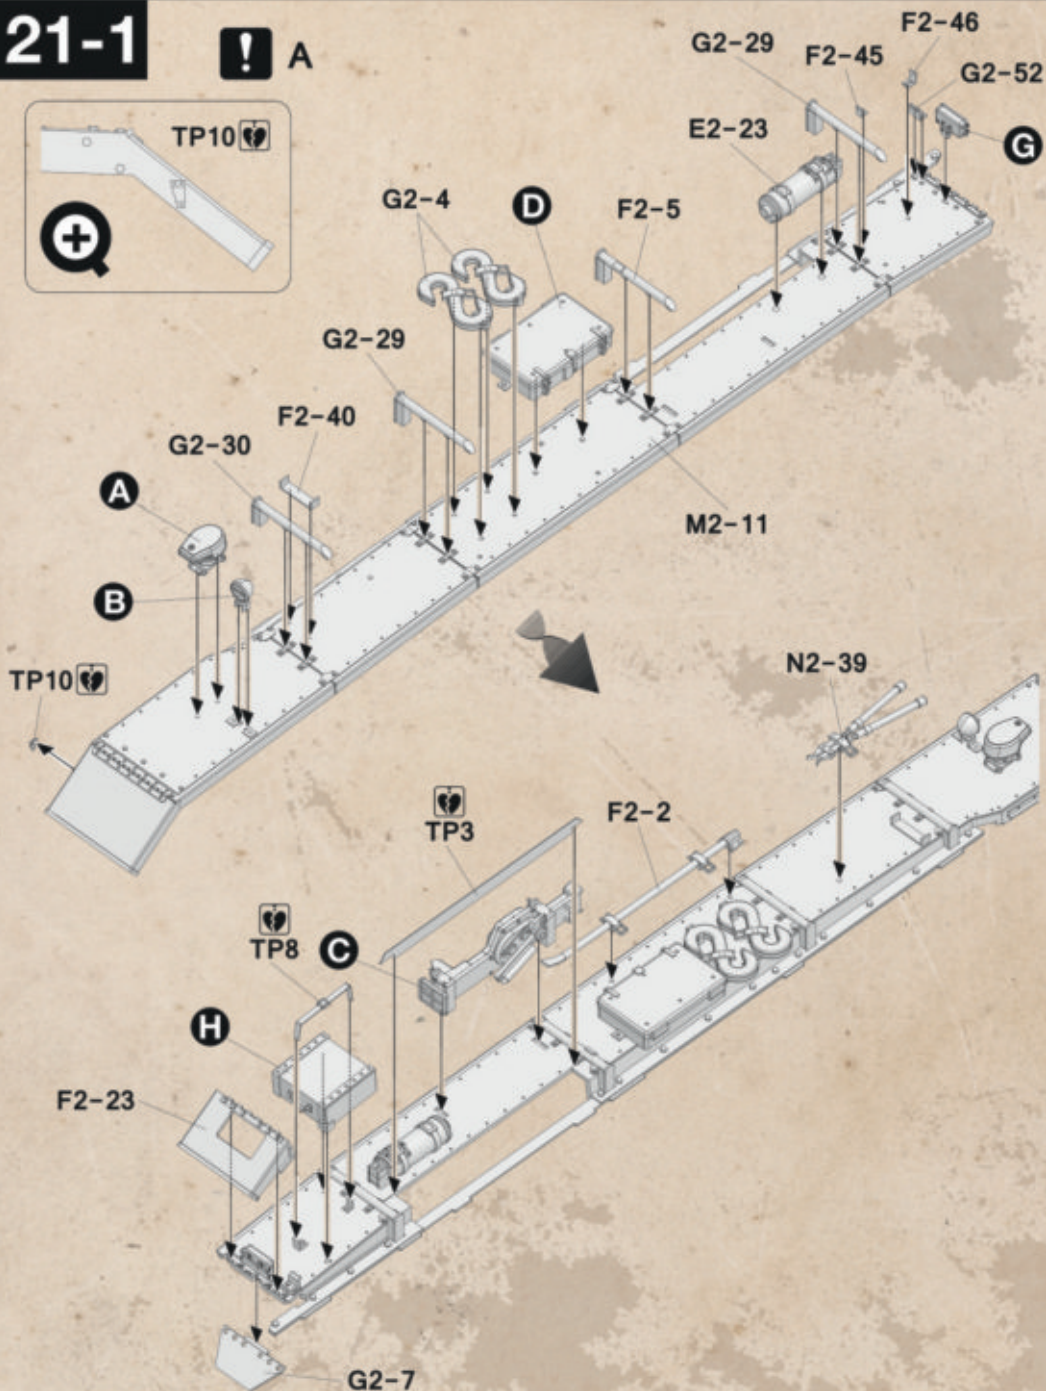 21-1
! A
TP10
G2-4
D
F2-5
G2-29
E2-23
F2-45
F2-46
G2-52
G
G2-29
F2-40
G2-30
A
B
TP10
M2-11
N2-39
TP3
F2-2
TP8
C
H
F2-23
G2-7